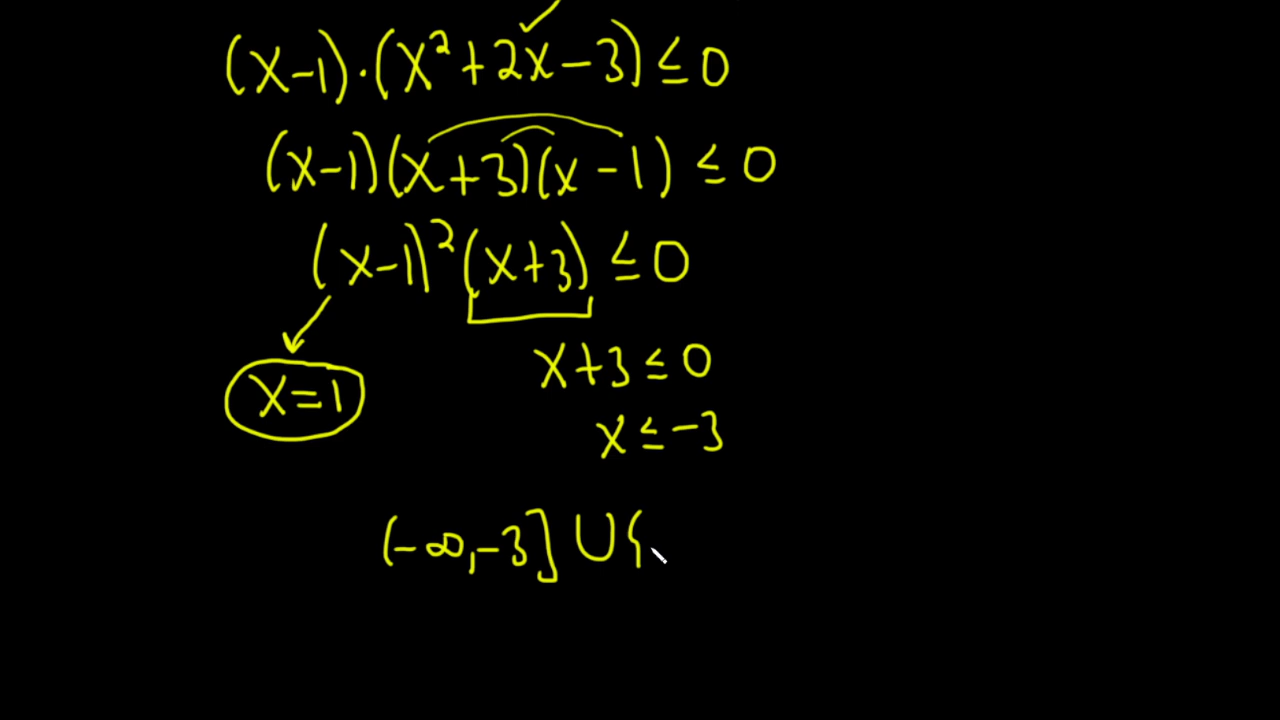 (x-1)·(x²+2x-3)≤0
(x-1)(x+3)(x-1)≤0
(x-1)²(x+3)≤0
x+3≤0
x=1
x≤-3
(-∞,-3]∪{